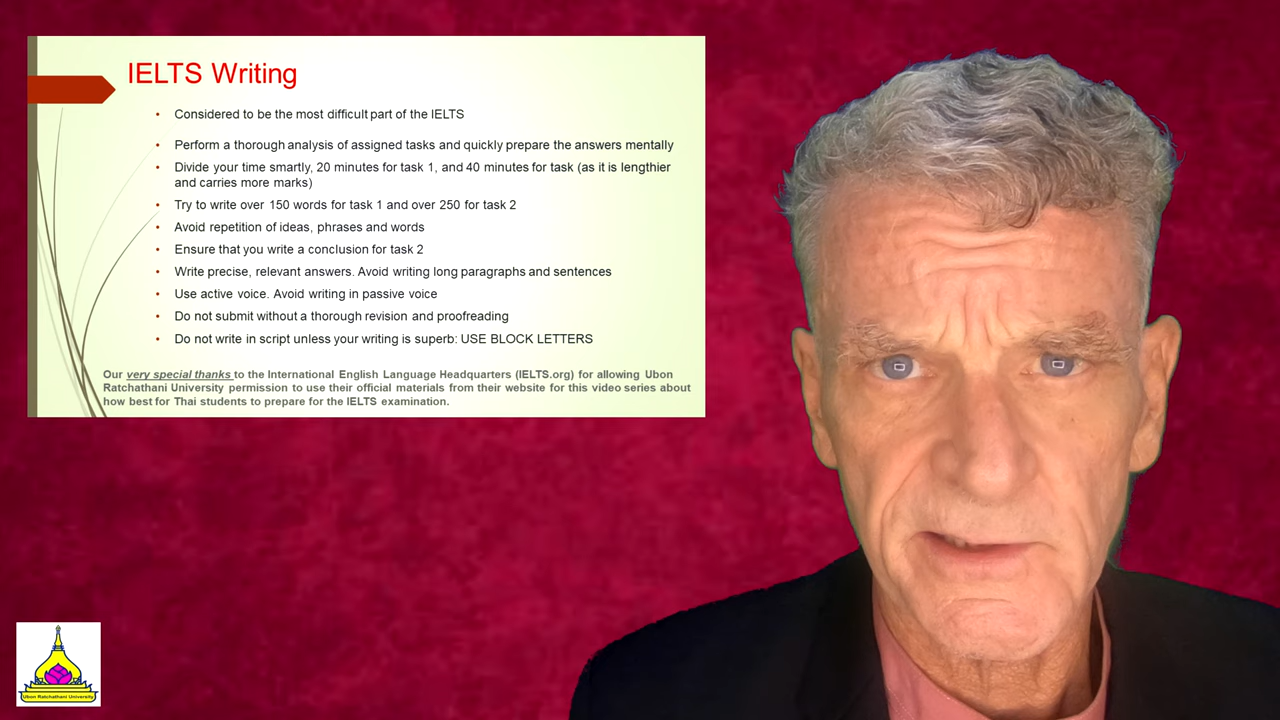 IELTS Writing
• Considered to be the most difficult part of the IELTS
• Perform a thorough analysis of assigned tasks and quickly prepare the answers mentally
• Divide your time smartly, 20 minutes for task 1, and 40 minutes for task (as it is lengthier
and carries more marks)
• Try to write over 150 words for task 1 and over 250 for task 2
• Avoid repetition of ideas, phrases and words
• Ensure that you write a conclusion for task 2
• Write precise, relevant answers. Avoid writing long paragraphs and sentences
• Use active voice. Avoid writing in passive voice
• Do not submit without a thorough revision and proofreading
• Do not write in script unless your writing is superb: USE BLOCK LETTERS
Our very special thanks to the International English Language Headquarters (IELTS.org) for allowing Ubon
Ratchathani University permission to use their official materials from their website for this video series about
how best for Thai students to prepare for the IELTS examination.
Ubon Ratchathani University